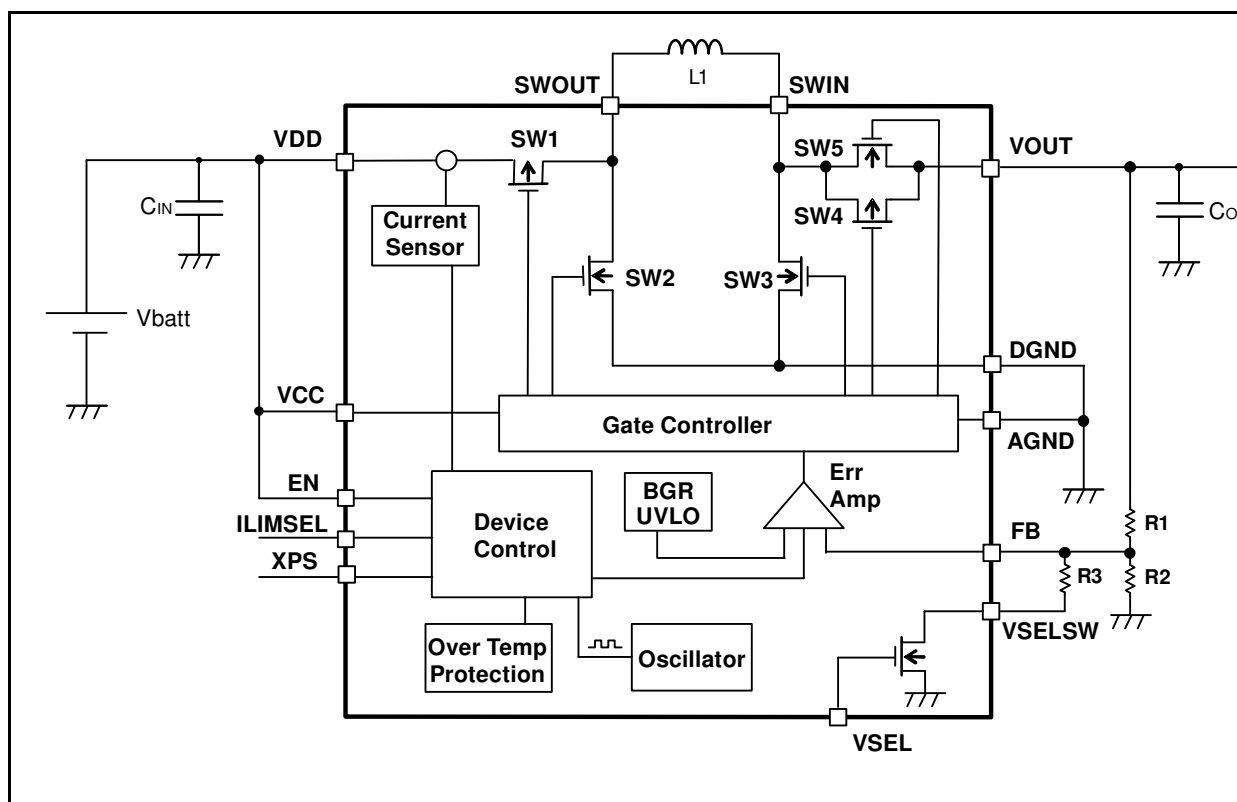 L1
SWOUT
SWIN
VDD
SW1
SW5
VOUT
SW4
CIN
Current
Sensor
CO
SW2
SW3
Vbatt
DGND
VCC
Gate Controller
AGND
EN
BGR
UVLO
Err
Amp
ILIMSEL
Device
Control
FB
R1
XPS
R3
R2
VSELSW
Over Temp
Protection
Oscillator
VSEL